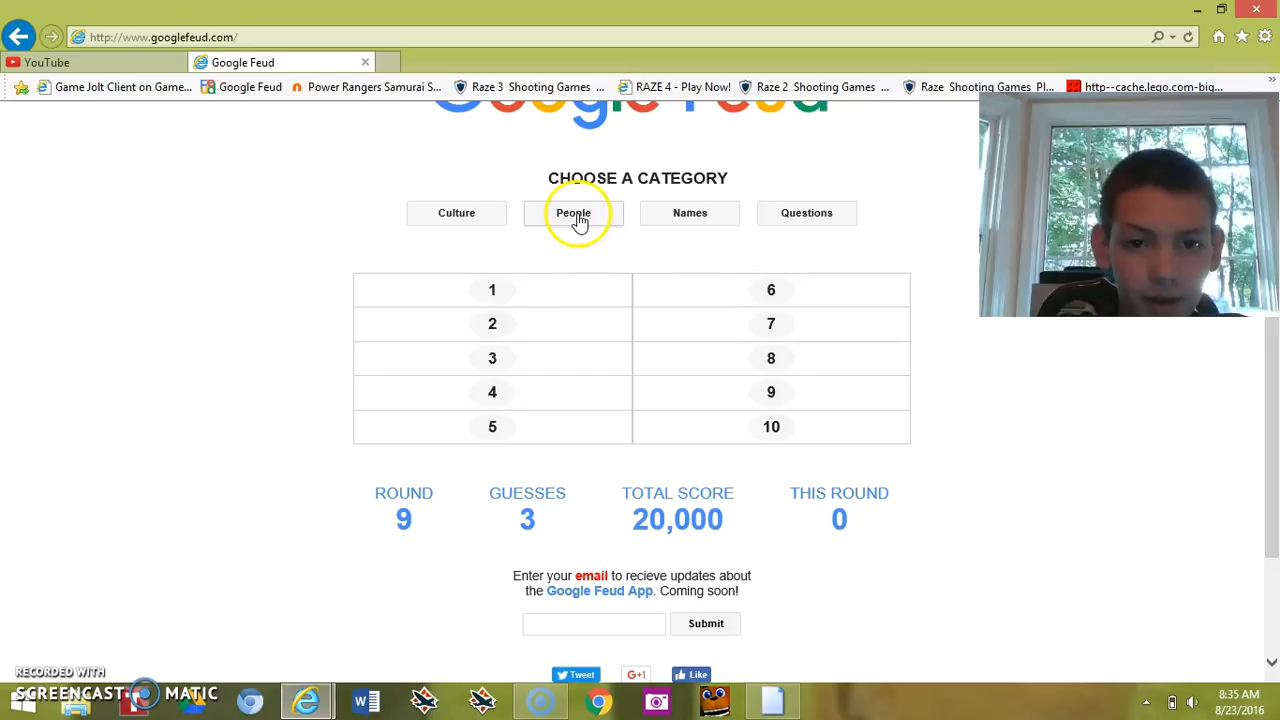 http://www.googlefeud.com/
YouTube
Google Feud
Game Jolt Client on Game...
Google Feud
Power Rangers Samurai S...
Raze 3 Shooting Games ...
RAZE 4 - Play Now!
Raze 2 Shooting Games ...
Raze Shooting Games Pl...
http--cache.lego.com-big...
Google Feud
CHOOSE A CATEGORY
Culture
People
Names
Questions
1
6
2
7
3
8
4
9
5
10
ROUND
GUESSES
TOTAL SCORE
THIS ROUND
9
3
20,000
0
Enter your email to recieve updates about
the Google Feud App. Coming soon!
Submit
Tweet
G+1
Like
RECORDED WITH
SCREENCAST MATIC
8:35 AM
8/23/2016